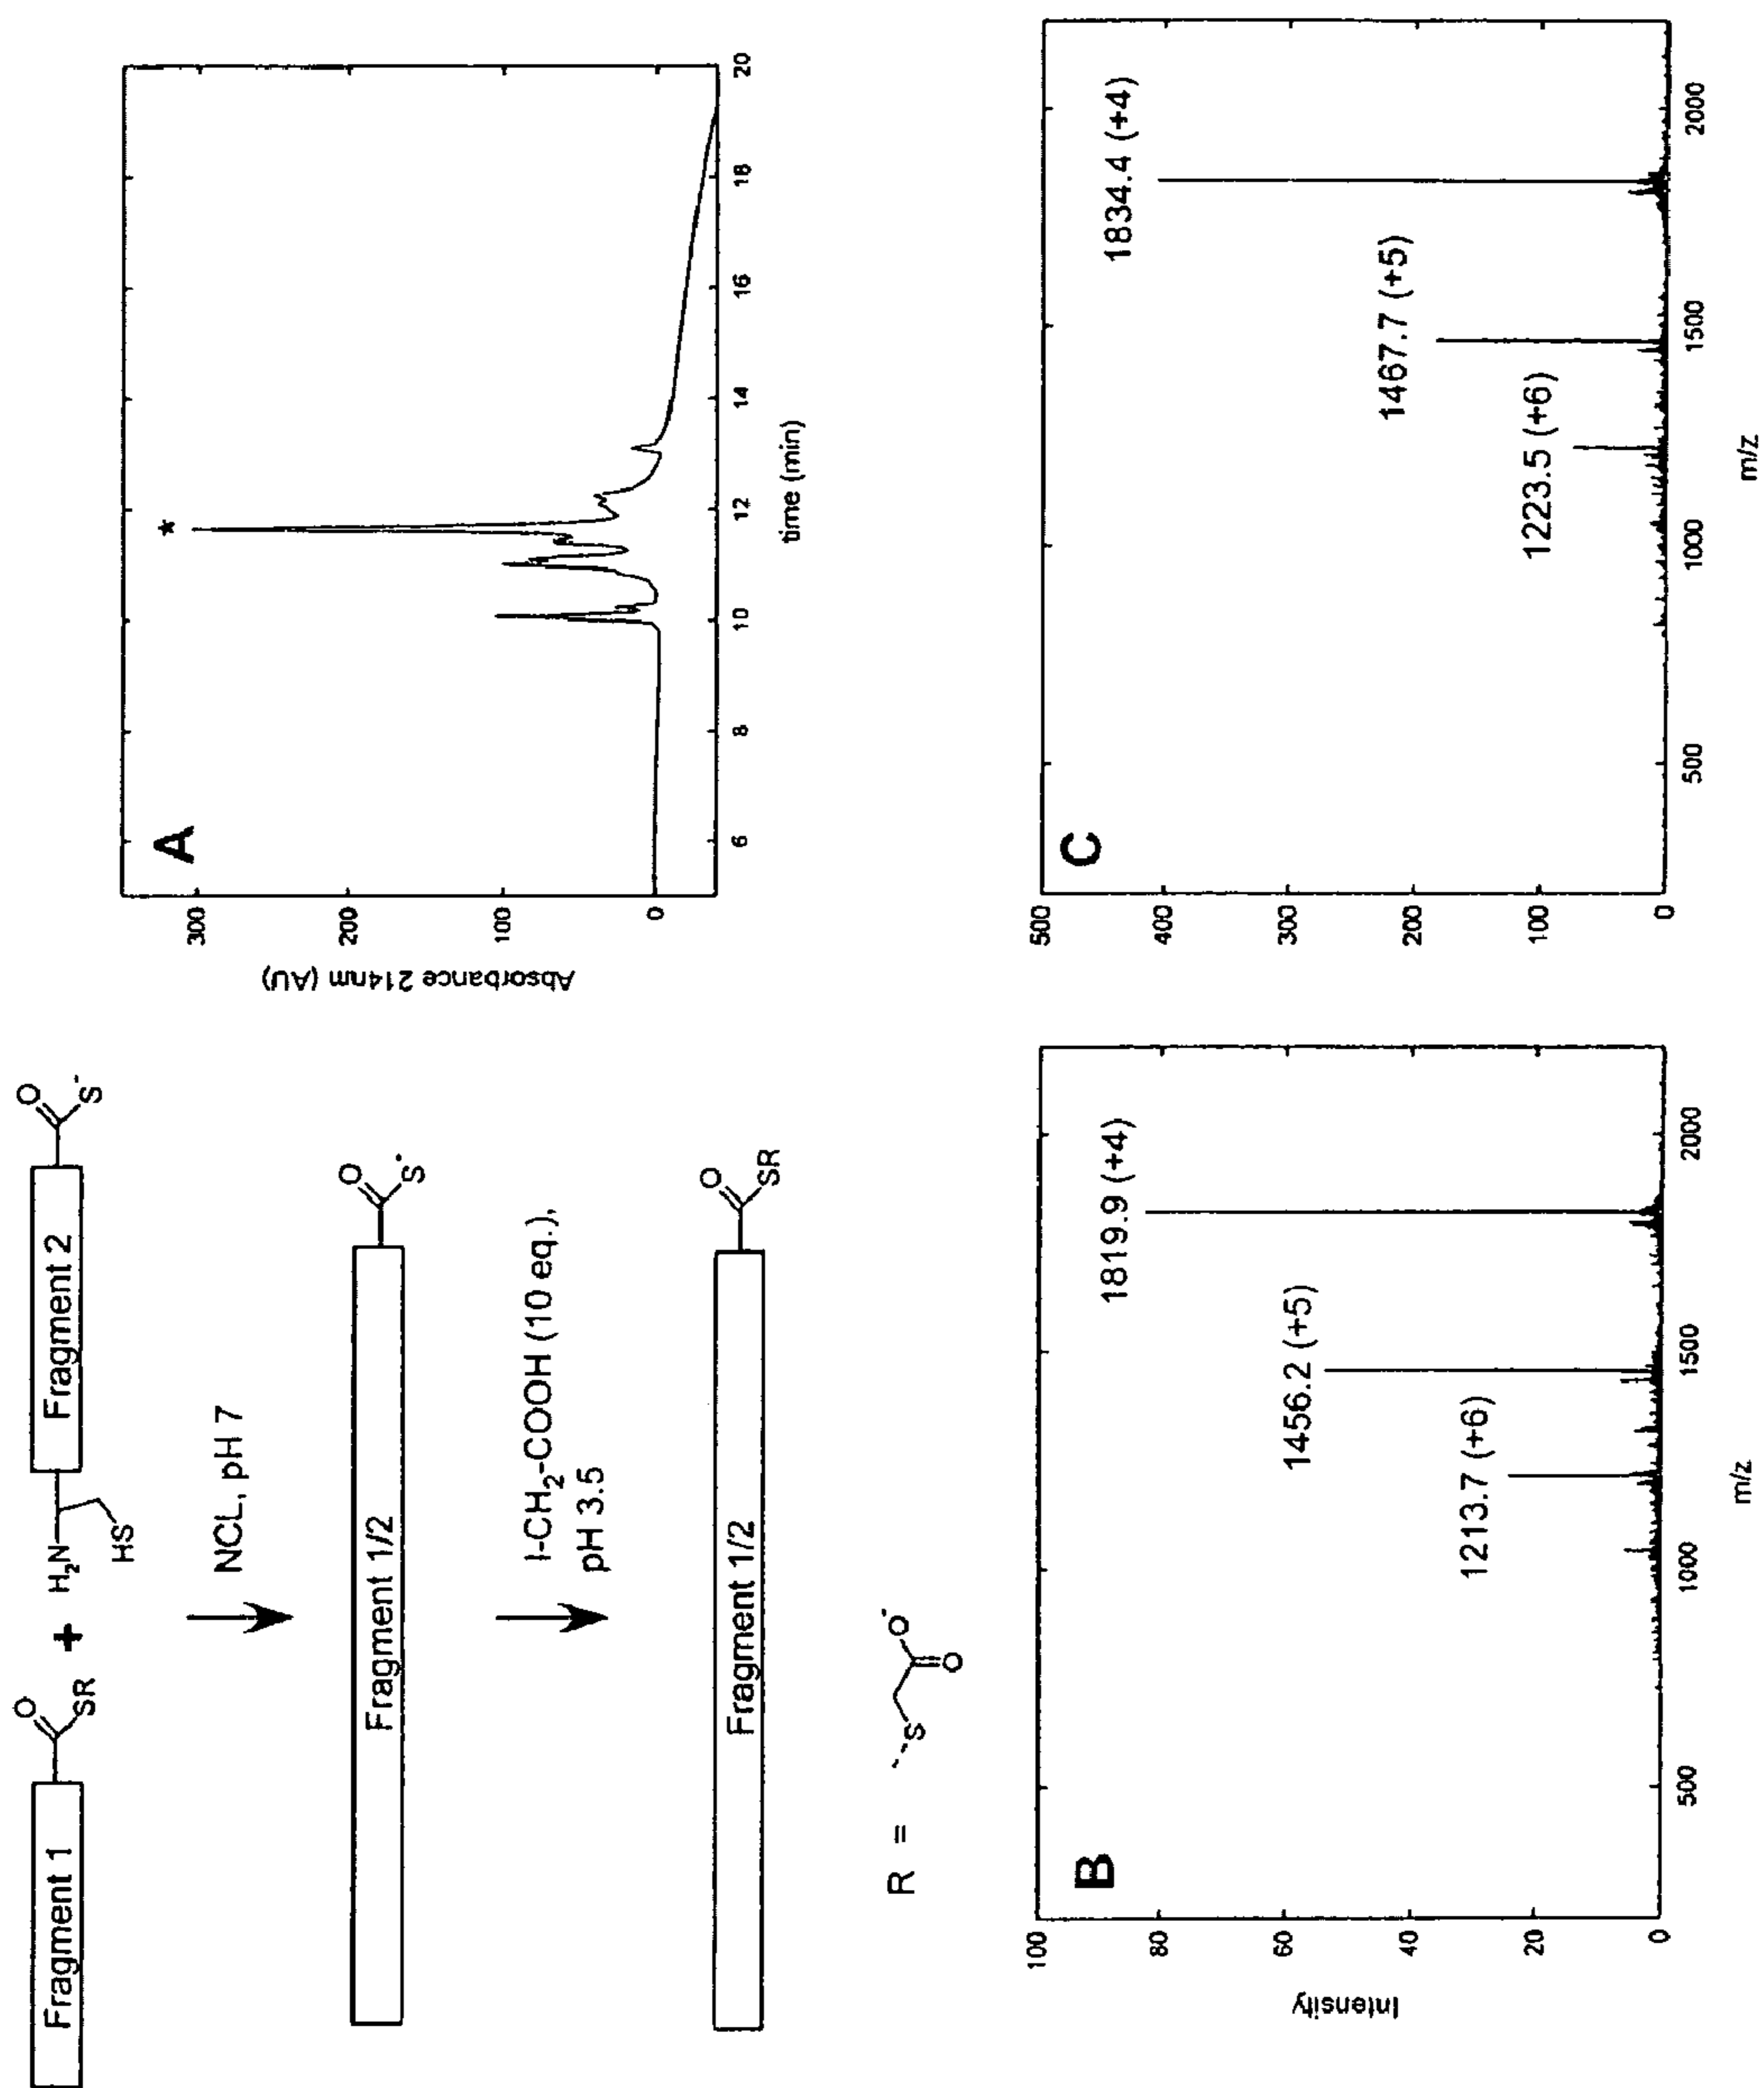 Fragment 1
O
SR
+
H2N
HS
Fragment 2
O
S-
NCL, pH 7
Fragment 1/2
O
S-
I-CH2-COOH (10 eq.),
pH 3.5
Fragment 1/2
O
SR
R =
S
O
O-
A
*
Absorbance 214nm (AU)
300
200
100
0
6
8
10
12
14
16
18
20
time (min)
B
Intensity
100
80
60
40
20
0
1213.7 (+6)
1456.2 (+5)
1819.9 (+4)
500
1000
1500
2000
m/z
C
500
400
300
200
100
0
1223.5 (+6)
1467.7 (+5)
1834.4 (+4)
500
1000
1500
2000
m/z